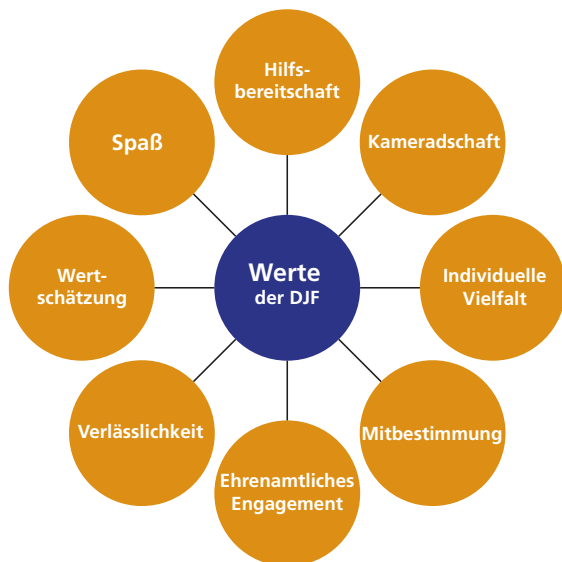 Hilfs-
bereitschaft
Kameradschaft
Individuelle
Vielfalt
Mitbestimmung
Ehrenamtliches
Engagement
Verlässlichkeit
Wert-
schätzung
Spaß
Werte
der DJF